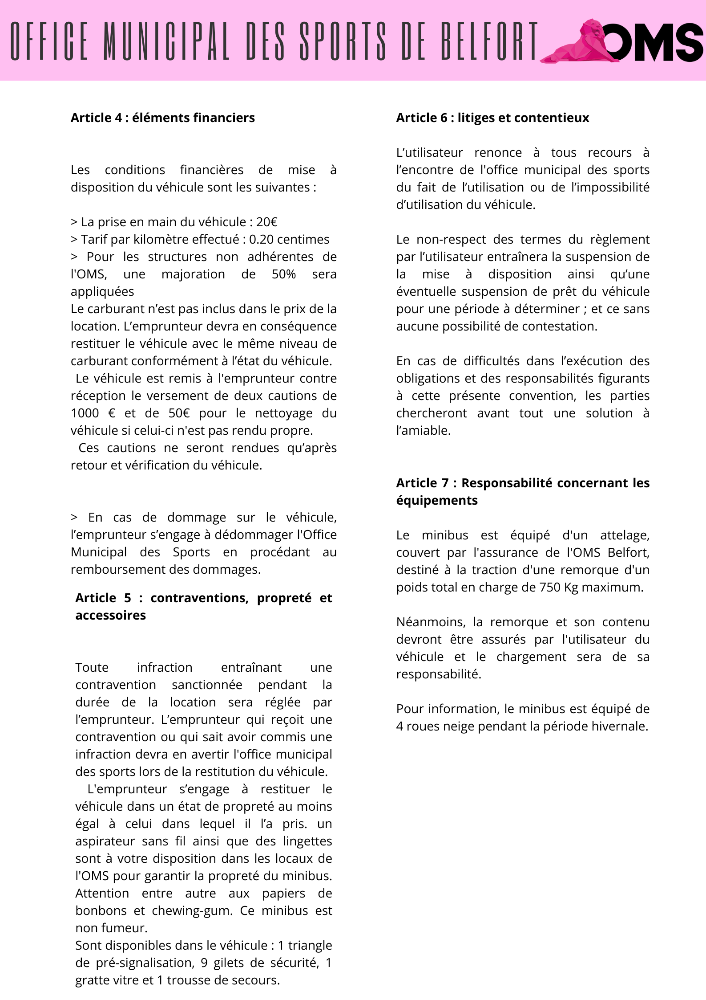 OFFICE MUNICIPAL DES SPORTS DE BELFORT
OMS
Article 4 : éléments financiers
Les conditions financières de mise à
disposition du véhicule sont les suivantes :
> La prise en main du véhicule : 20€
> Tarif par kilomètre effectué : 0.20 centimes
> Pour les structures non adhérentes de
l'OMS, une majoration de 50% sera
appliquées
Le carburant n’est pas inclus dans le prix de la
location. L’emprunteur devra en conséquence
restituer le véhicule avec le même niveau de
carburant conformément à l’état du véhicule.
Le véhicule est remis à l'emprunteur contre
réception le versement de deux cautions de
1000 € et de 50€ pour le nettoyage du
véhicule si celui-ci n'est pas rendu propre.
Ces cautions ne seront rendues qu’après
retour et vérification du véhicule.
> En cas de dommage sur le véhicule,
l’emprunteur s’engage à dédommager l'Office
Municipal des Sports en procédant au
remboursement des dommages.
Article 5 : contraventions, propreté et
accessoires
Toute infraction entraînant une
contravention sanctionnée pendant la
durée de la location sera réglée par
l’emprunteur. L’emprunteur qui reçoit une
contravention ou qui sait avoir commis une
infraction devra en avertir l'office municipal
des sports lors de la restitution du véhicule.
L'emprunteur s’engage à restituer le
véhicule dans un état de propreté au moins
égal à celui dans lequel il l’a pris. un
aspirateur sans fil ainsi que des lingettes
sont à votre disposition dans les locaux de
l'OMS pour garantir la propreté du minibus.
Attention entre autre aux papiers de
bonbons et chewing-gum. Ce minibus est
non fumeur.
Sont disponibles dans le véhicule : 1 triangle
de pré-signalisation, 9 gilets de sécurité, 1
gratte vitre et 1 trousse de secours.
Article 6 : litiges et contentieux
L’utilisateur renonce à tous recours à
l’encontre de l'office municipal des sports
du fait de l’utilisation ou de l’impossibilité
d’utilisation du véhicule.
Le non-respect des termes du règlement
par l’utilisateur entraînera la suspension de
la mise à disposition ainsi qu’une
éventuelle suspension de prêt du véhicule
pour une période à déterminer ; et ce sans
aucune possibilité de contestation.
En cas de difficultés dans l’exécution des
obligations et des responsabilités figurants
à cette présente convention, les parties
chercheront avant tout une solution à
l’amiable.
Article 7 : Responsabilité concernant les
équipements
Le minibus est équipé d'un attelage,
couvert par l'assurance de l'OMS Belfort,
destiné à la traction d'une remorque d'un
poids total en charge de 750 Kg maximum.
Néanmoins, la remorque et son contenu
devront être assurés par l'utilisateur du
véhicule et le chargement sera de sa
responsabilité.
Pour information, le minibus est équipé de
4 roues neige pendant la période hivernale.